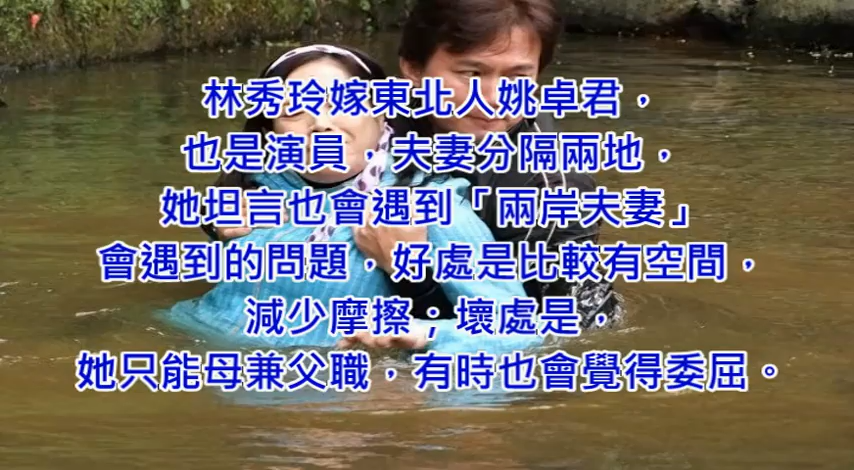 林秀玲嫁東北人姚卓君，
也是演員，夫妻分隔兩地，
她坦言也會遇到「兩岸夫妻」
會遇到的問題，好處是比較有空間，
減少摩擦；壞處是，
她只能母兼父職，有時也會覺得委屈。